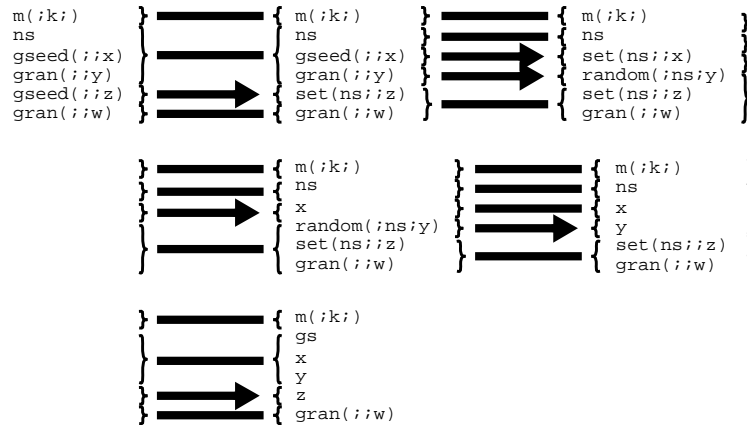 m(;k;)
ns
gseed(;;x)
gran(;;y)
gseed(;;z)
gran(;;w)
m(;k;)
ns
gseed(;;x)
gran(;;y)
set(ns;;z)
gran(;;w)
m(;k;)
ns
set(ns;;x)
random(;ns;y)
set(ns;;z)
gran(;;w)
m(;k;)
ns
x
random(;ns;y)
set(ns;;z)
gran(;;w)
m(;k;)
ns
x
y
set(ns;;z)
gran(;;w)
m(;k;)
gs
x
y
z
gran(;;w)